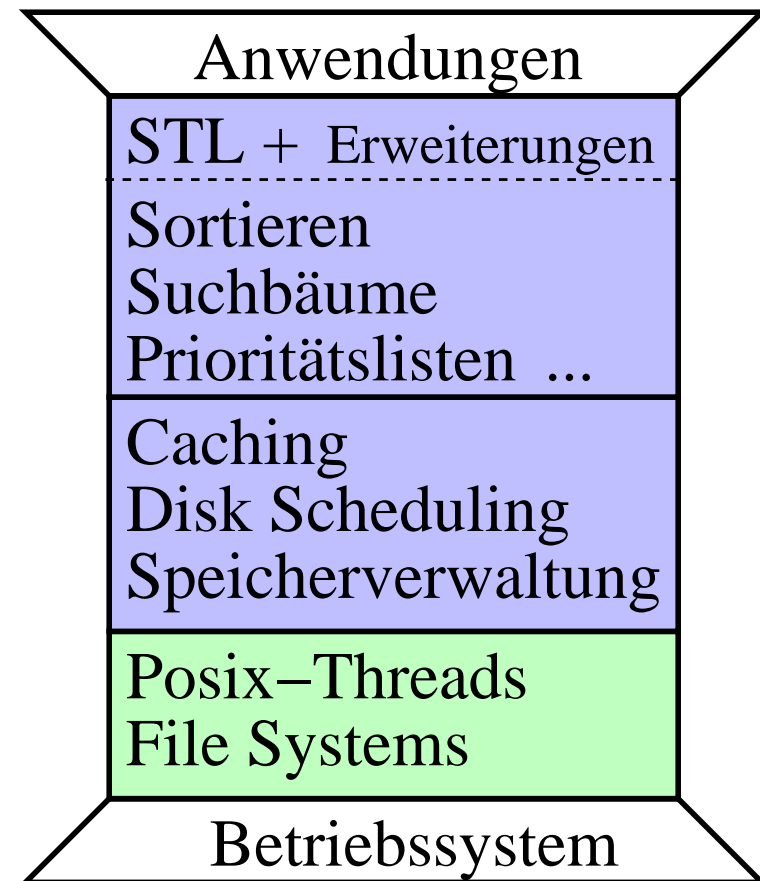 Anwendungen
STL + Erweiterungen
Sortieren
Suchbäume
Prioritätslisten ...
Caching
Disk Scheduling
Speicherverwaltung
Posix−Threads
File Systems
Betriebssystem